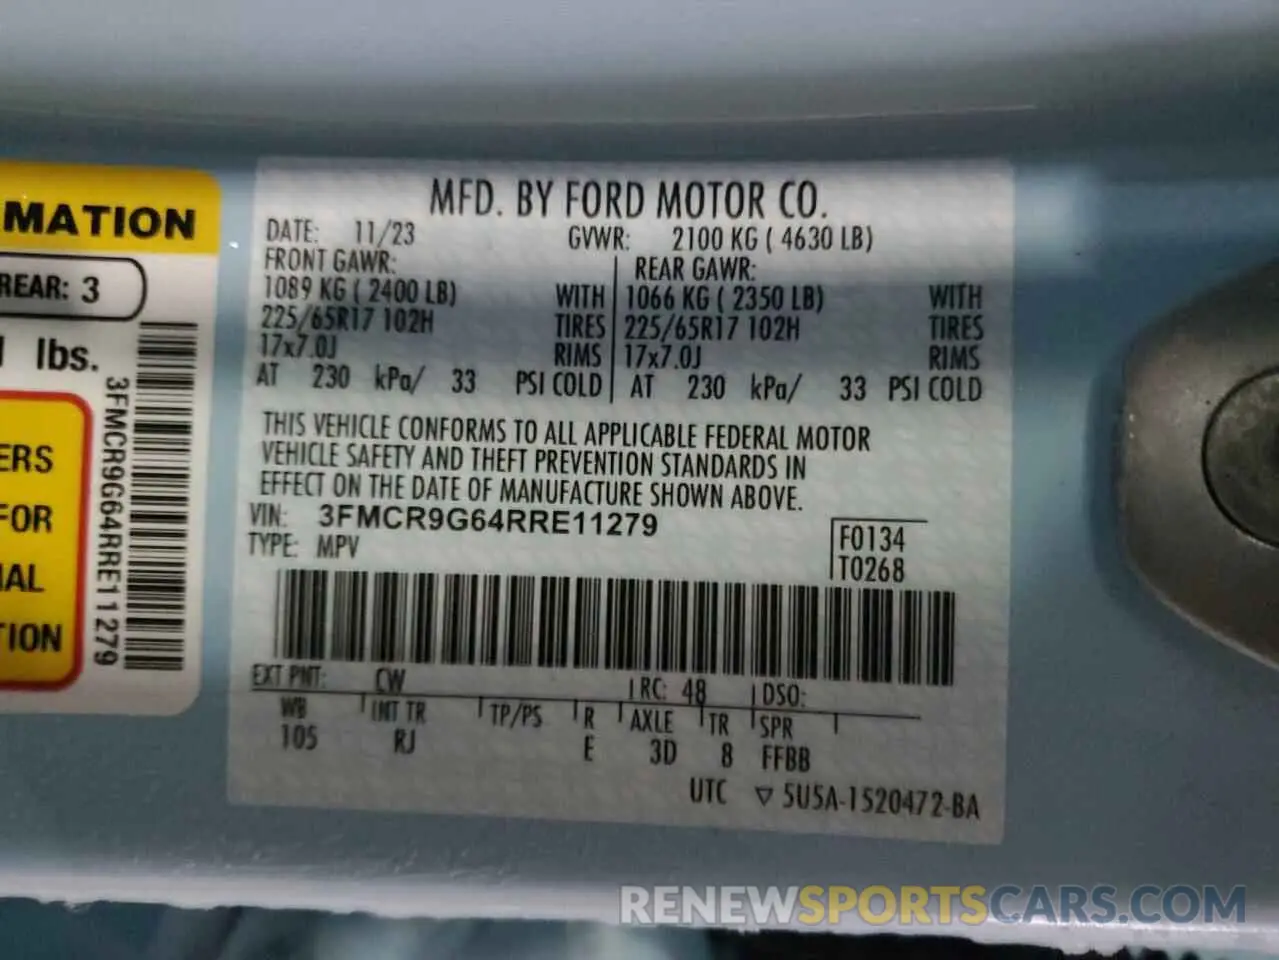 MATION
REAR: 3
lbs.
3FMCR9G64RRE11279
ERS
FOR
IAL
TION
MFD. BY FORD MOTOR CO.
DATE: 11/23 GVWR: 2100 KG ( 4630 LB)
FRONT GAWR: REAR GAWR:
1089 KG ( 2400 LB) WITH 1066 KG ( 2350 LB) WITH
225/65R17 102H TIRES 225/65R17 102H TIRES
17x7.0J RIMS 17x7.0J RIMS
AT 230 kPa/ 33 PSI COLD AT 230 kPa/ 33 PSI COLD
THIS VEHICLE CONFORMS TO ALL APPLICABLE FEDERAL MOTOR
VEHICLE SAFETY AND THEFT PREVENTION STANDARDS IN
EFFECT ON THE DATE OF MANUFACTURE SHOWN ABOVE.
VIN: 3FMCR9G64RRE11279
TYPE: MPV
F0134
T0268
EXT PNT: CW RC: 48 DSO:
WB INT TR TP/PS R AXLE TR SPR
105 RJ E 3D 8 FFBB
UTC ▽ 5U5A-1520472-BA
RENEWSPORTSCARS.COM